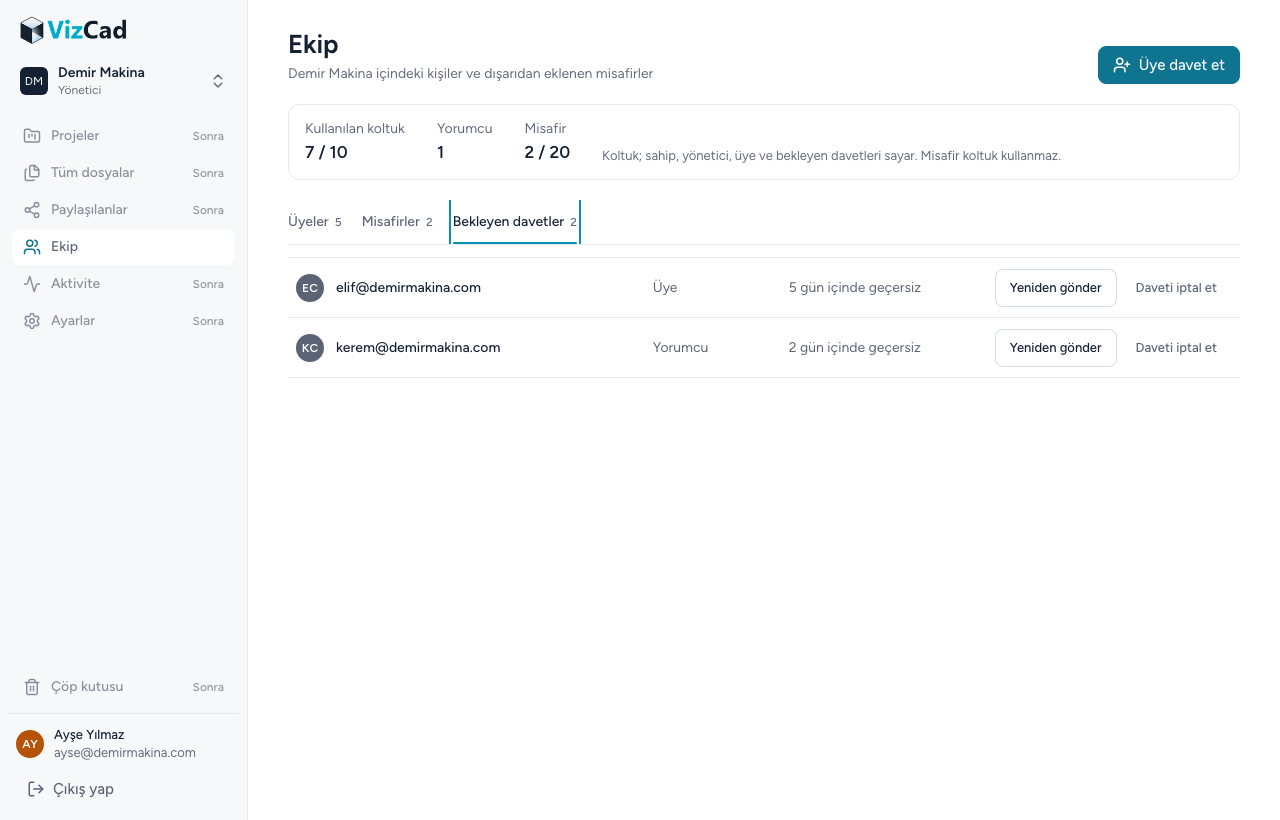 VizCad
DM
Demir Makina
Yönetici
Projeler Sonra
Tüm dosyalar Sonra
Paylaşılanlar Sonra
Ekip
Aktivite Sonra
Ayarlar Sonra
Çöp kutusu Sonra
AY
Ayşe Yılmaz
ayse@demirmakina.com
Çıkış yap
Ekip
Demir Makina içindeki kişiler ve dışarıdan eklenen misafirler
Üye davet et
Kullanılan koltuk Yorumcu Misafir
7 / 10 1 2 / 20 Koltuk; sahip, yönetici, üye ve bekleyen davetleri sayar. Misafir koltuk kullanmaz.
Üyeler 5 Misafirler 2 Bekleyen davetler 2
EC elif@demirmakina.com Üye 5 gün içinde geçersiz Yeniden gönder Daveti iptal et
KC kerem@demirmakina.com Yorumcu 2 gün içinde geçersiz Yeniden gönder Daveti iptal et